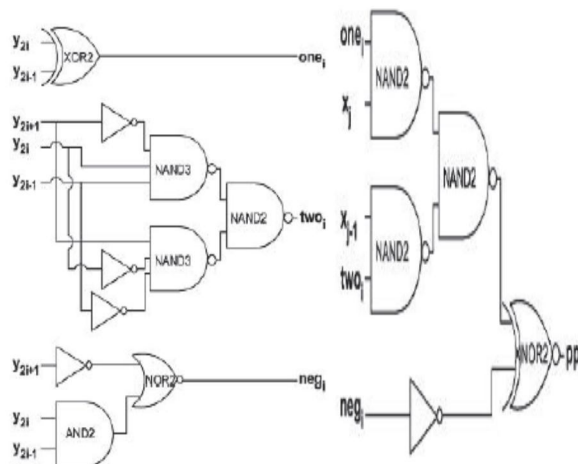 y2i
y2i-1
XOR2
onei
y2i+1
y2i
y2i-1
NAND3
NAND3
NAND2
twoi
y2i+1
y2i
y2i-1
AND2
NOR2
negi
onei
xj
NAND2
xj-1
twoi
NAND2
NAND2
negi
NOR2
pp